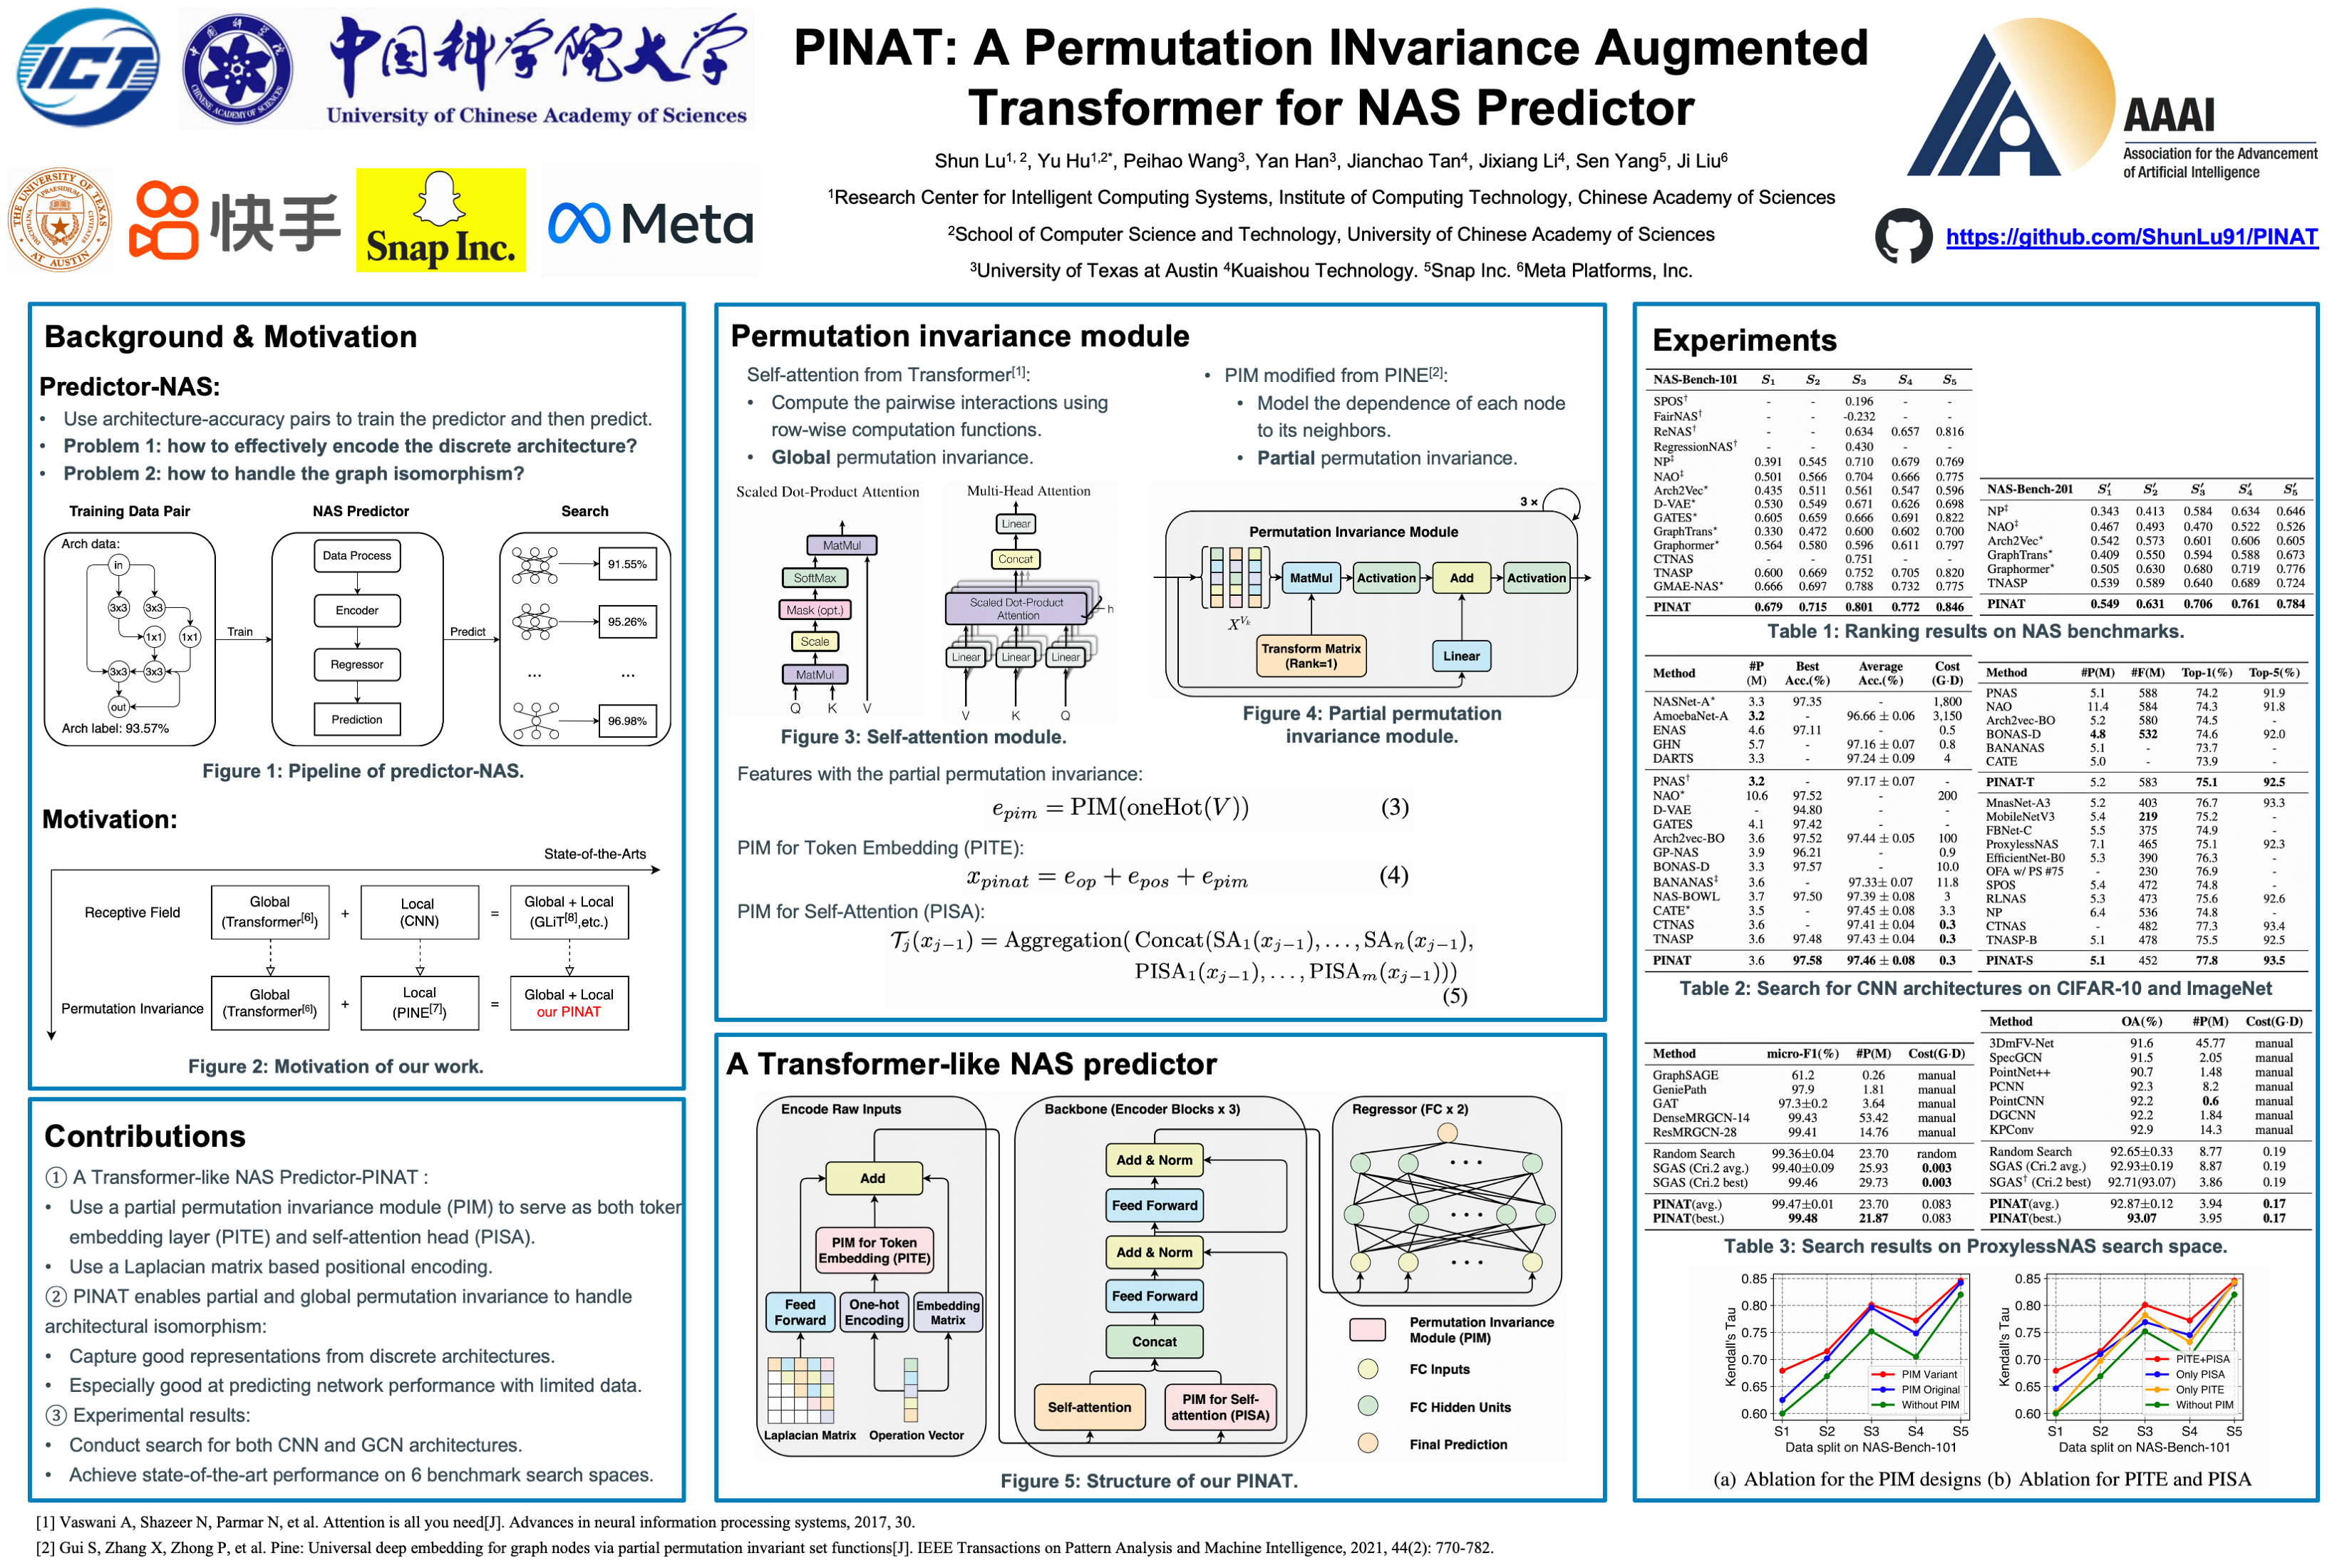 ICT
中国科学院大学
CHINESE ACADEMY OF SCIENCES
University of Chinese Academy of Sciences
THE UNIVERSITY OF TEXAS
AT AUSTIN
快手
Snap Inc.
Meta
PINAT: A Permutation INvariance Augmented
Transformer for NAS Predictor
Shun Lu1, 2, Yu Hu1,2*, Peihao Wang3, Yan Han3, Jianchao Tan4, Jixiang Li4, Sen Yang5, Ji Liu6
1Research Center for Intelligent Computing Systems, Institute of Computing Technology, Chinese Academy of Sciences
2School of Computer Science and Technology, University of Chinese Academy of Sciences
3University of Texas at Austin 4Kuaishou Technology. 5Snap Inc. 6Meta Platforms, Inc.
AAAI
Association for the Advancement
of Artificial Intelligence
https://github.com/ShunLu91/PINAT
Background & Motivation
Predictor-NAS:
• Use architecture-accuracy pairs to train the predictor and then predict.
• Problem 1: how to effectively encode the discrete architecture?
• Problem 2: how to handle the graph isomorphism?
Training Data Pair NAS Predictor Search
Arch data:
in
3x3 3x3
1x1 1x1
3x3 3x3
out
Arch label: 93.57%
Train
Data Process
Encoder
Regressor
Prediction
Predict
91.55%
95.26%
... ...
96.98%
Figure 1: Pipeline of predictor-NAS.
Motivation:
State-of-the-Arts
Receptive Field Global (Transformer[6]) + Local (CNN) = Global + Local (GLiT[8],etc.)
Permutation Invariance Global (Transformer[6]) + Local (PINE[7]) = Global + Local our PINAT
Figure 2: Motivation of our work.
Contributions
① A Transformer-like NAS Predictor-PINAT :
• Use a partial permutation invariance module (PIM) to serve as both token
embedding layer (PITE) and self-attention head (PISA).
• Use a Laplacian matrix based positional encoding.
② PINAT enables partial and global permutation invariance to handle
architectural isomorphism:
• Capture good representations from discrete architectures.
• Especially good at predicting network performance with limited data.
③ Experimental results:
• Conduct search for both CNN and GCN architectures.
• Achieve state-of-the-art performance on 6 benchmark search spaces.
Permutation invariance module
Self-attention from Transformer[1]:
• Compute the pairwise interactions using
row-wise computation functions.
• Global permutation invariance.
• PIM modified from PINE[2]:
• Model the dependence of each node
to its neighbors.
• Partial permutation invariance.
Scaled Dot-Product Attention
MatMul
SoftMax
Mask (opt.)
Scale
MatMul
Q K V
Multi-Head Attention
Linear
Concat
Scaled Dot-Product
Attention
h
Linear Linear Linear
V K Q
Figure 3: Self-attention module.
3 ×
Permutation Invariance Module
MatMul Activation Add Activation
X^{V_k}
Transform Matrix
(Rank=1)
Linear
Figure 4: Partial permutation
invariance module.
Features with the partial permutation invariance:
e_{pim} = PIM(oneHot(V)) (3)
PIM for Token Embedding (PITE):
x_{pinat} = e_{op} + e_{pos} + e_{pim} (4)
PIM for Self-Attention (PISA):
T_j(x_{j−1}) = Aggregation( Concat(SA_1(x_{j−1}), . . . , SA_n(x_{j−1}),
PISA_1(x_{j−1}), . . . , PISA_m(x_{j−1})))
(5)
A Transformer-like NAS predictor
Encode Raw Inputs
Add
PIM for Token
Embedding (PITE)
Feed Forward
One-hot Encoding
Embedding Matrix
Laplacian Matrix Operation Vector
Backbone (Encoder Blocks x 3)
Add & Norm
Feed Forward
Add & Norm
Feed Forward
Concat
Self-attention
PIM for Self-
attention (PISA)
Regressor (FC x 2)
• • •
• • •
• • •
Permutation Invariance
Module (PIM)
FC Inputs
FC Hidden Units
Final Prediction
Figure 5: Structure of our PINAT.
Experiments
NAS-Bench-101 S1 S2 S3 S4 S5
SPOS† - - 0.196 - -
FairNAS† - - -0.232 - -
ReNAS† - - 0.634 0.657 0.816
RegressionNAS† - - 0.430 - -
NP‡ 0.391 0.545 0.710 0.679 0.769
NAO‡ 0.501 0.566 0.704 0.666 0.775
Arch2Vec* 0.435 0.511 0.561 0.547 0.596
D-VAE* 0.530 0.549 0.671 0.626 0.698
GATES* 0.605 0.659 0.666 0.691 0.822
GraphTrans* 0.330 0.472 0.600 0.602 0.700
Graphormer* 0.564 0.580 0.596 0.611 0.797
CTNAS - - 0.751 - -
TNASP 0.600 0.669 0.752 0.705 0.820
GMAE-NAS* 0.666 0.697 0.788 0.732 0.775
PINAT 0.679 0.715 0.801 0.772 0.846
NAS-Bench-201 S′1 S′2 S′3 S′4 S′5
NP‡ 0.343 0.413 0.584 0.634 0.646
NAO‡ 0.467 0.493 0.470 0.522 0.526
Arch2Vec* 0.542 0.573 0.601 0.606 0.605
GraphTrans* 0.409 0.550 0.594 0.588 0.673
Graphormer* 0.505 0.630 0.680 0.719 0.776
TNASP 0.539 0.589 0.640 0.689 0.724
PINAT 0.549 0.631 0.706 0.761 0.784
Table 1: Ranking results on NAS benchmarks.
Method #P (M) Best Acc.(%) Average Acc.(%) Cost (G·D)
NASNet-A* 3.3 97.35 - 1,800
AmoebaNet-A 3.2 - 96.66 ± 0.06 3,150
ENAS 4.6 97.11 - 0.5
GHN 5.7 - 97.16 ± 0.07 0.8
DARTS 3.3 - 97.24 ± 0.09 4
PNAS† 3.2 - 97.17 ± 0.07 -
NAO* 10.6 97.52 - 200
D-VAE - 94.80 - -
GATES 4.1 97.42 - -
Arch2vec-BO 3.6 97.52 97.44 ± 0.05 100
GP-NAS 3.9 96.21 - 0.9
BONAS-D 3.3 97.57 - 10.0
BANANAS‡ 3.6 - 97.33± 0.07 11.8
NAS-BOWL 3.7 97.50 97.39 ± 0.08 3
CATE* 3.5 - 97.45 ± 0.08 3.3
CTNAS 3.6 - 97.41 ± 0.04 0.3
TNASP 3.6 97.48 97.43 ± 0.04 0.3
PINAT 3.6 97.58 97.46 ± 0.08 0.3
Method #P(M) #F(M) Top-1(%) Top-5(%)
PNAS 5.1 588 74.2 91.9
NAO 11.4 584 74.3 91.8
Arch2vec-BO 5.2 580 74.5 -
BONAS-D 4.8 532 74.6 92.0
BANANAS 5.1 - 73.7 -
CATE 5.0 - 73.9 -
PINAT-T 5.2 583 75.1 92.5
MnasNet-A3 5.2 403 76.7 93.3
MobileNetV3 5.4 219 75.2 -
FBNet-C 5.5 375 74.9 -
ProxylessNAS 7.1 465 75.1 92.3
EfficientNet-B0 5.3 390 76.3 -
OFA w/ PS #75 - 230 76.9 -
SPOS 5.4 472 74.8 -
RLNAS 5.3 473 75.6 92.6
NP 6.4 536 74.8 -
CTNAS - 482 77.3 93.4
TNASP-B 5.1 478 75.5 92.5
PINAT-S 5.1 452 77.8 93.5
Table 2: Search for CNN architectures on CIFAR-10 and ImageNet
Method micro-F1(%) #P(M) Cost(G·D)
GraphSAGE 61.2 0.26 manual
GeniePath 97.9 1.81 manual
GAT 97.3±0.2 3.64 manual
DenseMRGCN-14 99.43 53.42 manual
ResMRGCN-28 99.41 14.76 manual
Random Search 99.36±0.04 23.70 random
SGAS (Cri.2 avg.) 99.40±0.09 25.93 0.003
SGAS (Cri.2 best) 99.46 29.73 0.003
PINAT(avg.) 99.47±0.01 23.70 0.083
PINAT(best.) 99.48 21.87 0.083
Method OA(%) #P(M) Cost(G·D)
3DmFV-Net 91.6 45.77 manual
SpecGCN 91.5 2.05 manual
PointNet++ 90.7 1.48 manual
PCNN 92.3 8.2 manual
PointCNN 92.2 0.6 manual
DGCNN 92.2 1.84 manual
KPConv 92.9 14.3 manual
Random Search 92.65±0.33 8.77 0.19
SGAS (Cri.2 avg.) 92.93±0.19 8.87 0.19
SGAS† (Cri.2 best) 92.71(93.07) 3.86 0.19
PINAT(avg.) 92.87±0.12 3.94 0.17
PINAT(best.) 93.07 3.95 0.17
Table 3: Search results on ProxylessNAS search space.
Kendall's Tau
0.85
0.80
0.75
0.70
0.65
0.60
PIM Variant
PIM Original
Without PIM
S1 S2 S3 S4 S5
Data split on NAS-Bench-101
Kendall's Tau
0.85
0.80
0.75
0.70
0.65
0.60
PITE+PISA
Only PISA
Only PITE
Without PIM
S1 S2 S3 S4 S5
Data split on NAS-Bench-101
(a) Ablation for the PIM designs (b) Ablation for PITE and PISA
[1] Vaswani A, Shazeer N, Parmar N, et al. Attention is all you need[J]. Advances in neural information processing systems, 2017, 30.
[2] Gui S, Zhang X, Zhong P, et al. Pine: Universal deep embedding for graph nodes via partial permutation invariant set functions[J]. IEEE Transactions on Pattern Analysis and Machine Intelligence, 2021, 44(2): 770-782.